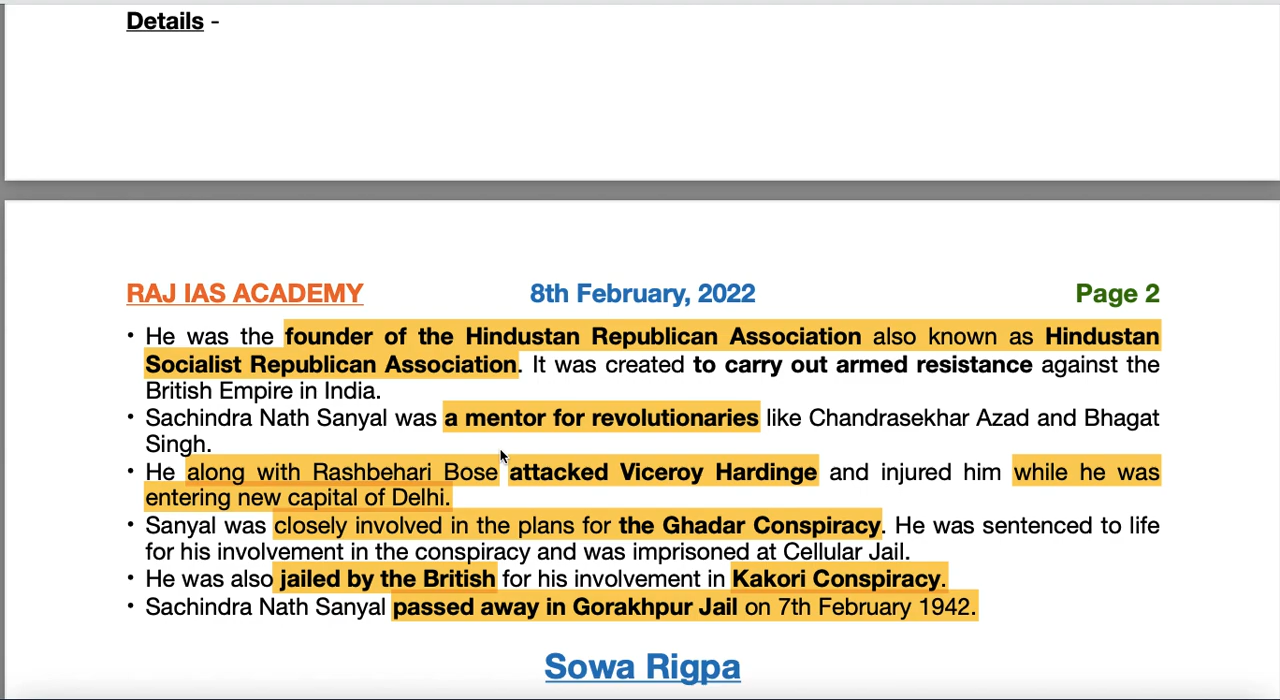 Details -
RAJ IAS ACADEMY 8th February, 2022 Page 2
• He was the founder of the Hindustan Republican Association also known as Hindustan
Socialist Republican Association. It was created to carry out armed resistance against the
British Empire in India.
• Sachindra Nath Sanyal was a mentor for revolutionaries like Chandrasekhar Azad and Bhagat
Singh.
• He along with Rashbehari Bose attacked Viceroy Hardinge and injured him while he was
entering new capital of Delhi.
• Sanyal was closely involved in the plans for the Ghadar Conspiracy. He was sentenced to life
for his involvement in the conspiracy and was imprisoned at Cellular Jail.
• He was also jailed by the British for his involvement in Kakori Conspiracy.
• Sachindra Nath Sanyal passed away in Gorakhpur Jail on 7th February 1942.
Sowa Rigpa